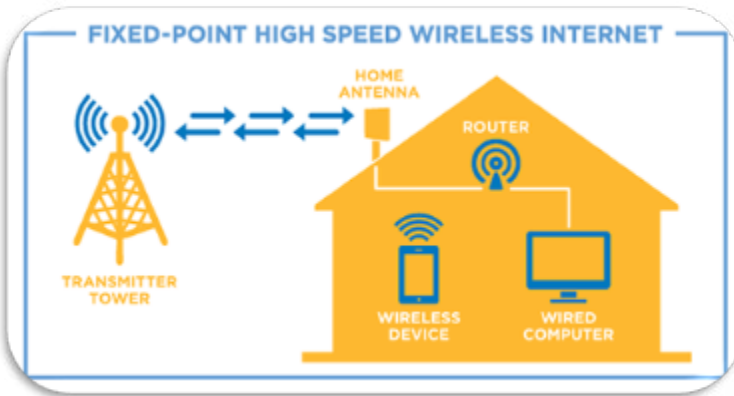 FIXED-POINT HIGH SPEED WIRELESS INTERNET
HOME
ANTENNA
ROUTER
TRANSMITTER
TOWER
WIRELESS
DEVICE
WIRED
COMPUTER